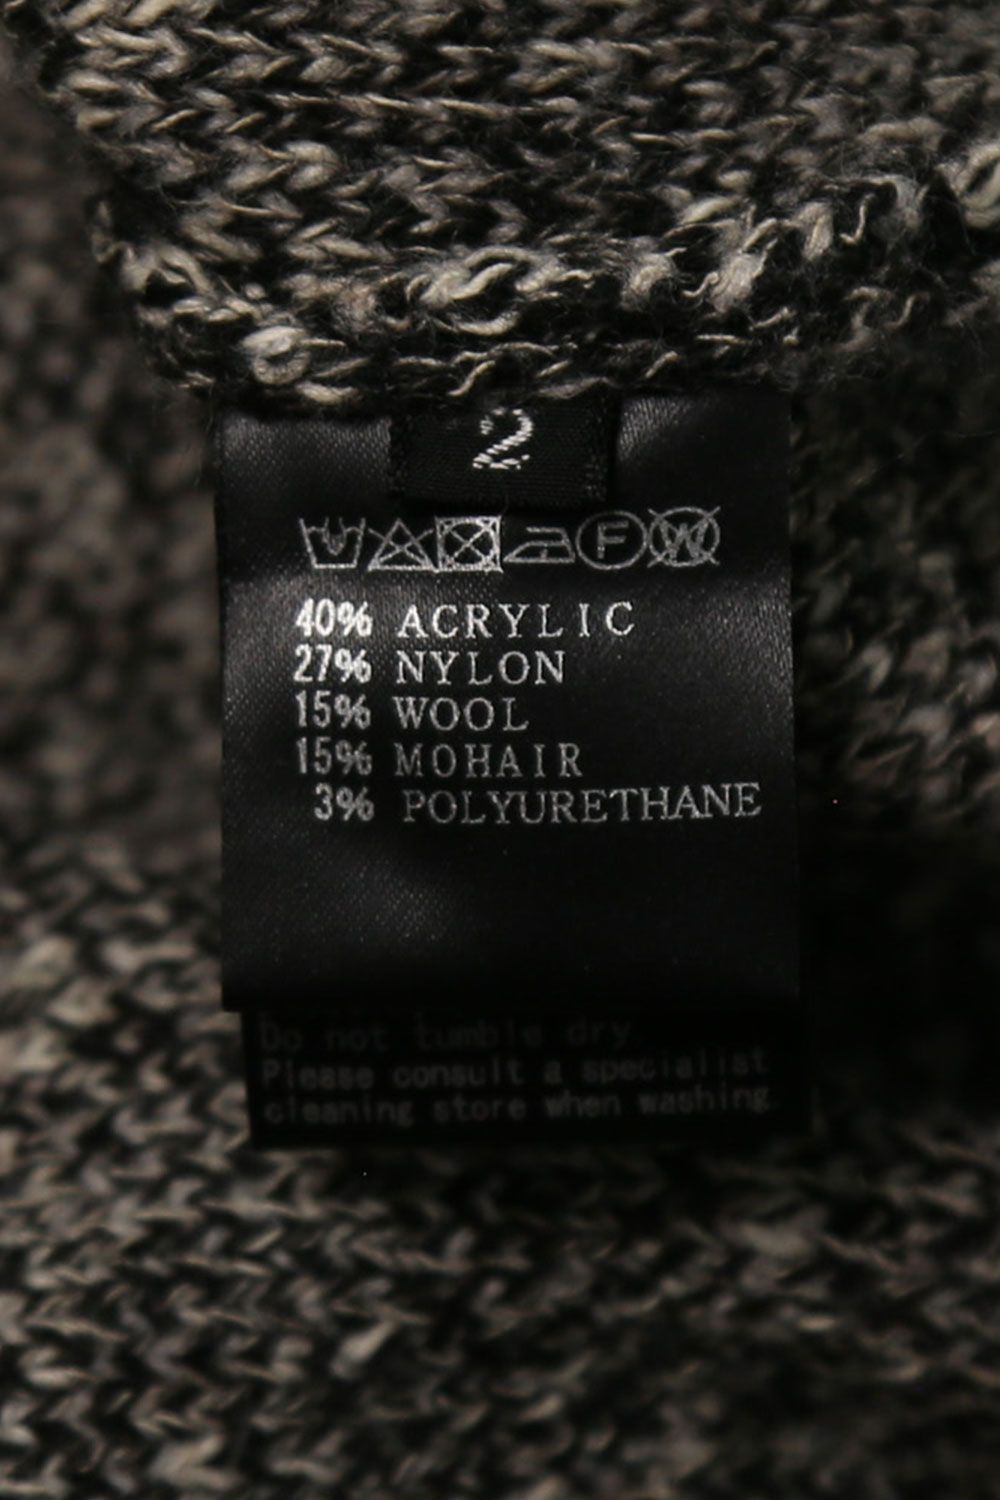 2
F W
40% ACRYLIC
27% NYLON
15% WOOL
15% MOHAIR
3% POLYURETHANE
Do not tumble dry.
Please consult a specialist
cleaning store when washing